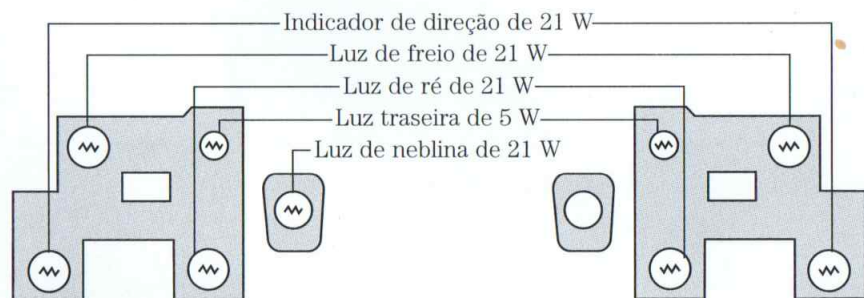 Indicador de direção de 21 W
Luz de freio de 21 W
Luz de ré de 21 W
Luz traseira de 5 W
Luz de neblina de 21 W